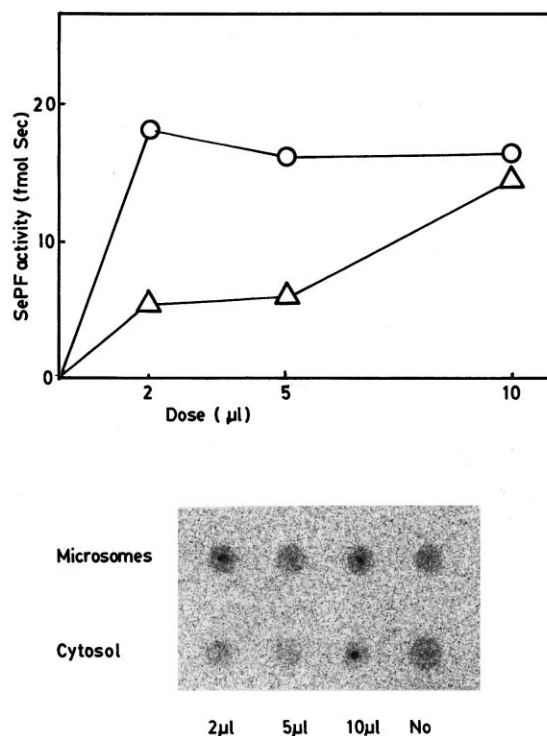 SePF activity (fmol Sec)
20
10
0
2
5
10
Dose ( µl)
Microsomes
Cytosol
2µl 5µl 10µl No